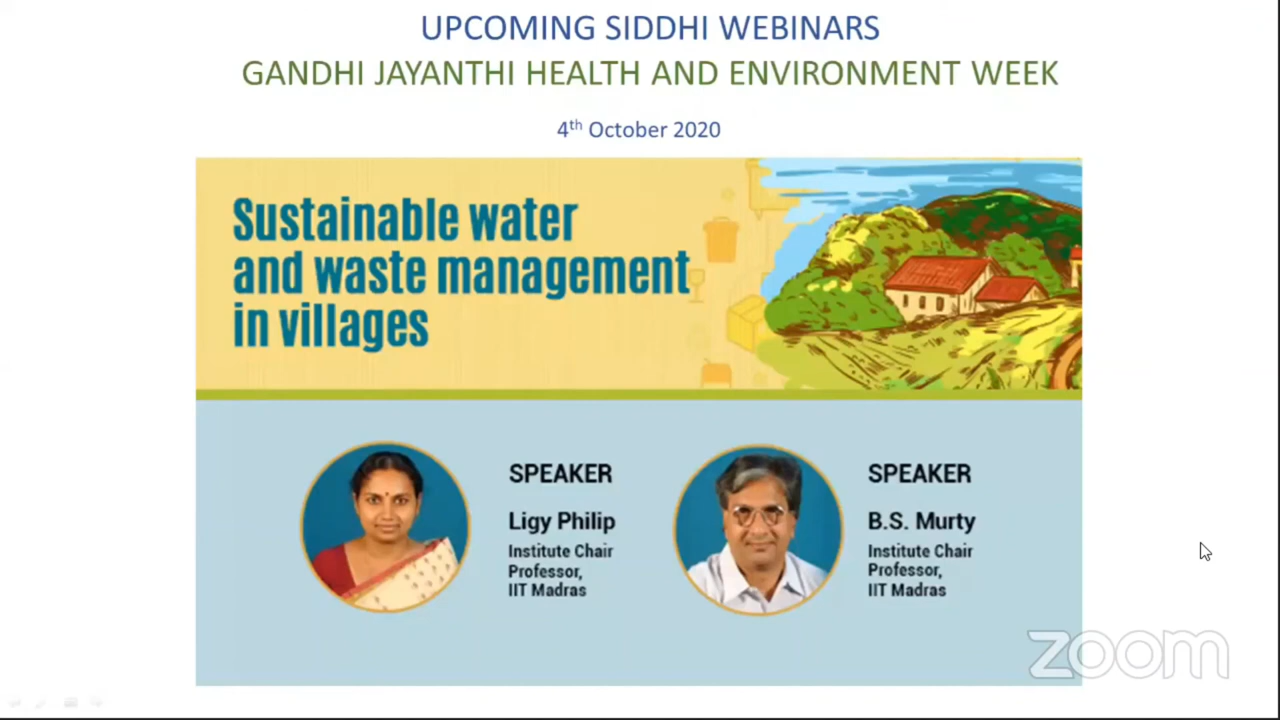 UPCOMING SIDDHI WEBINARS
GANDHI JAYANTHI HEALTH AND ENVIRONMENT WEEK
4th October 2020
Sustainable water
and waste management
in villages
SPEAKER
Ligy Philip
Institute Chair
Professor,
IIT Madras
SPEAKER
B.S. Murty
Institute Chair
Professor,
IIT Madras
zoom